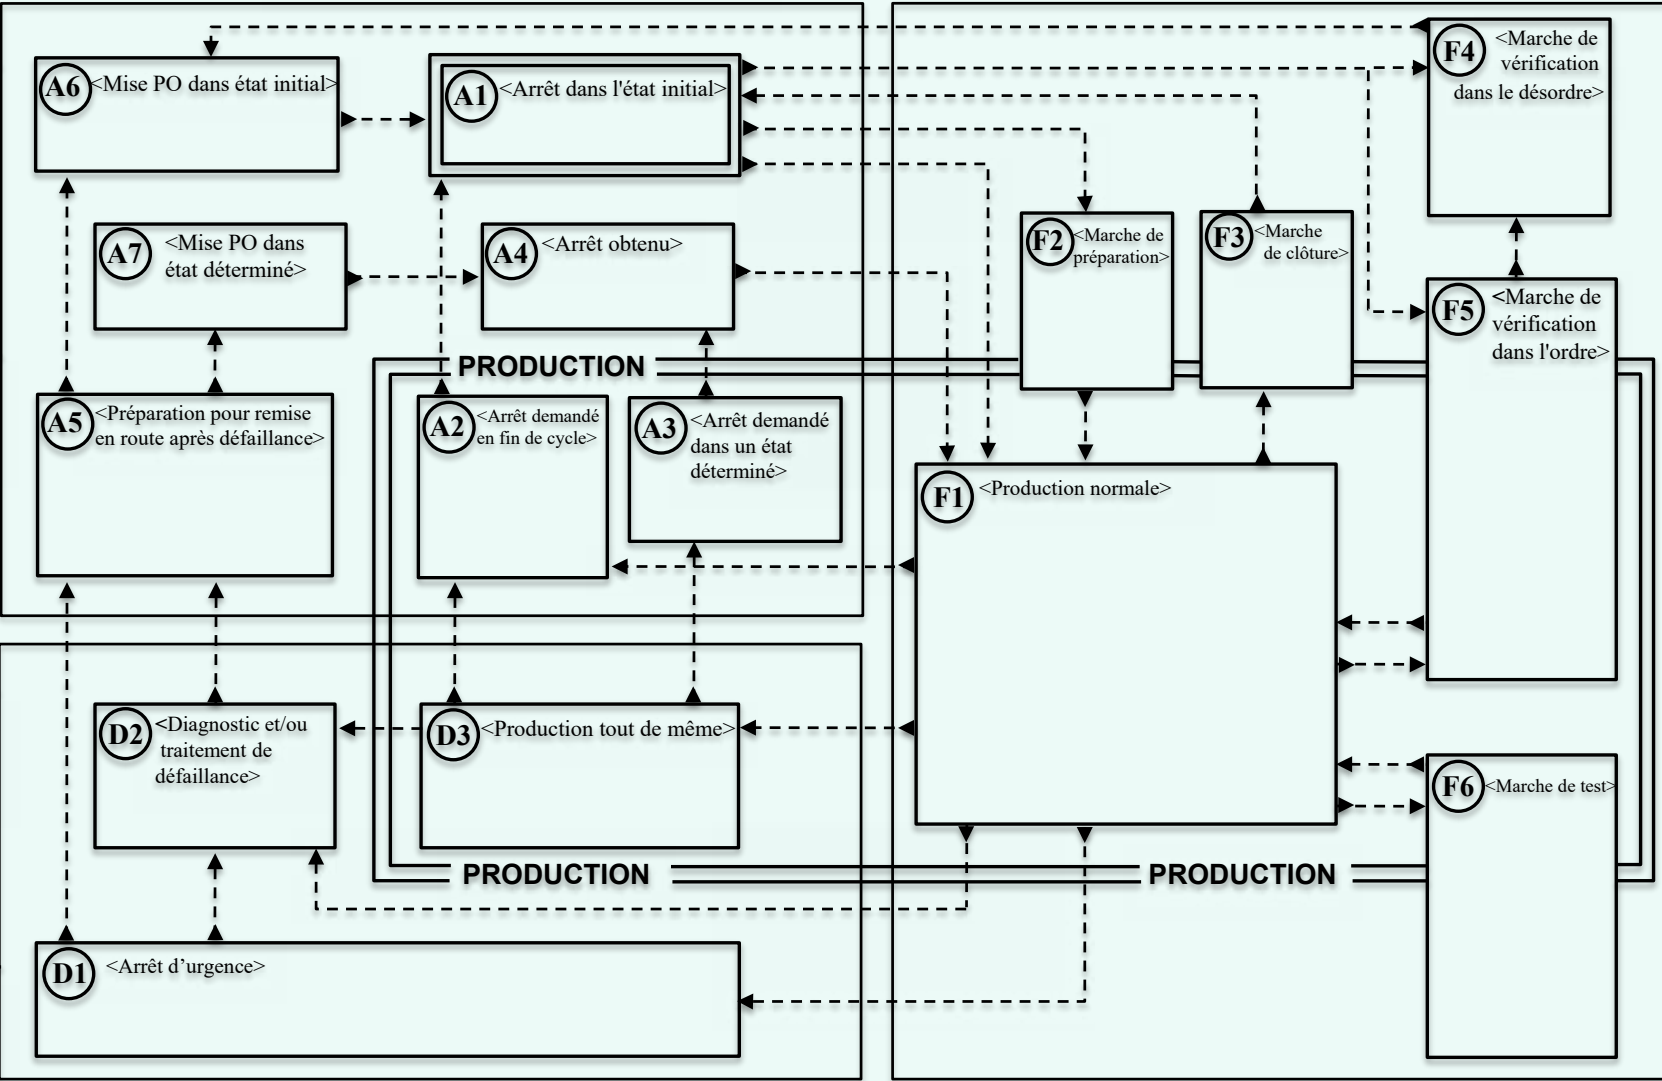 A6
<Mise PO dans état initial>
A1
<Arrêt dans l'état initial>
F4
<Marche de
vérification
dans le désordre>
A7
<Mise PO dans
état déterminé>
A4
<Arrêt obtenu>
F2
<Marche de
préparation>
F3
<Marche
de clôture>
F5
<Marche de
vérification
dans l'ordre>
PRODUCTION
A5
<Préparation pour remise
en route après défaillance>
A2
<Arrêt demandé
en fin de cycle>
A3
<Arrêt demandé
dans un état
déterminé>
F1
<Production normale>
D2
<Diagnostic et/ou
traitement de
défaillance>
D3
<Production tout de même>
F6
<Marche de test>
PRODUCTION
PRODUCTION
D1
<Arrêt d’urgence>